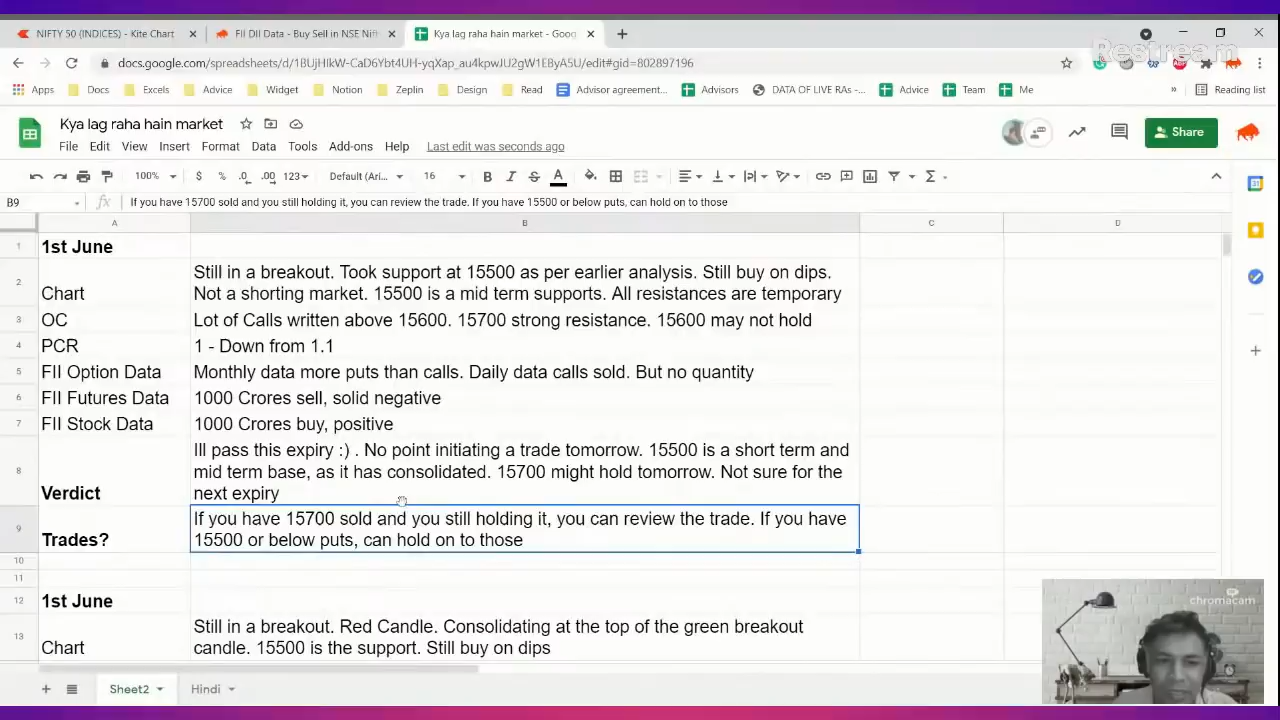 NIFTY 50 (INDICES) - Kite Chart
FII DII Data - Buy Sell in NSE Nift
Kya lag raha hain market - Goog
Restream
docs.google.com/spreadsheets/
edit#gid=802897196
Apps Docs Excels Advice Widget Notion Zeplin Design Read Advisor agreement... Advisors DATA OF LIVE RAs -... Advice Team Me » Reading list
Kya lag raha hain market
Share
File Edit View Insert Format Data Tools Add-ons Help Last edit was seconds ago
100% $ % .0 .00 123 Default (Ari... 16 B I S A
B9 fx If you have 15700 sold and you still holding it, you can review the trade. If you have 15500 or below puts, can hold on to those
A B C D
1 1st June
2 Chart Still in a breakout. Took support at 15500 as per earlier analysis. Still buy on dips.
Not a shorting market. 15500 is a mid term supports. All resistances are temporary
3 OC Lot of Calls written above 15600. 15700 strong resistance. 15600 may not hold
4 PCR 1 - Down from 1.1
5 FII Option Data Monthly data more puts than calls. Daily data calls sold. But no quantity
6 FII Futures Data 1000 Crores sell, solid negative
7 FII Stock Data 1000 Crores buy, positive
8 Verdict Ill pass this expiry :) . No point initiating a trade tomorrow. 15500 is a short term and
mid term base, as it has consolidated. 15700 might hold tomorrow. Not sure for the
next expiry
9 Trades? If you have 15700 sold and you still holding it, you can review the trade. If you have
15500 or below puts, can hold on to those
10
11
12 1st June
13 Chart Still in a breakout. Red Candle. Consolidating at the top of the green breakout
candle. 15500 is the support. Still buy on dips
chromacam
Sheet2 Hindi